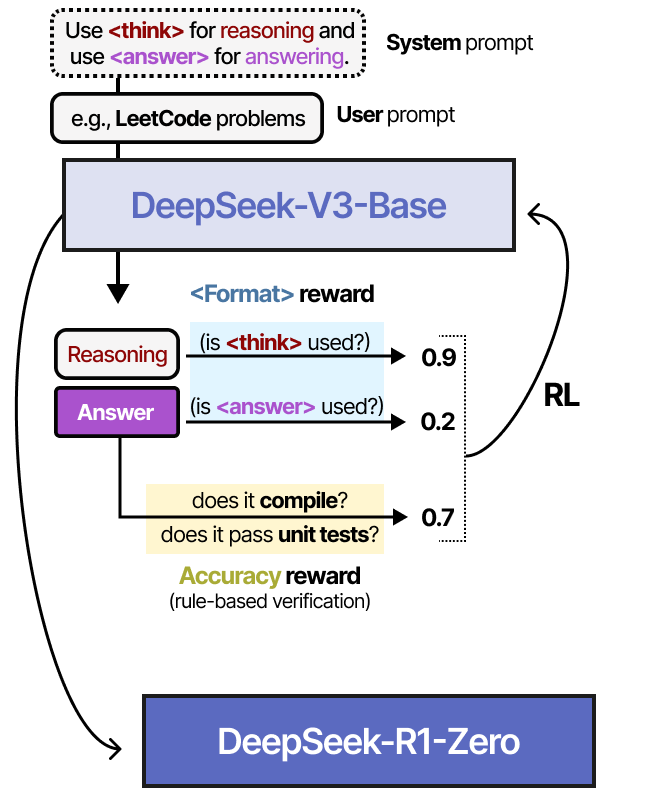 Use <think> for reasoning and
use <answer> for answering.
System prompt
e.g., LeetCode problems
User prompt
DeepSeek-V3-Base
<Format> reward
Reasoning
(is <think> used?)
0.9
Answer
(is <answer> used?)
0.2
RL
does it compile?
does it pass unit tests?
0.7
Accuracy reward
(rule-based verification)
DeepSeek-R1-Zero